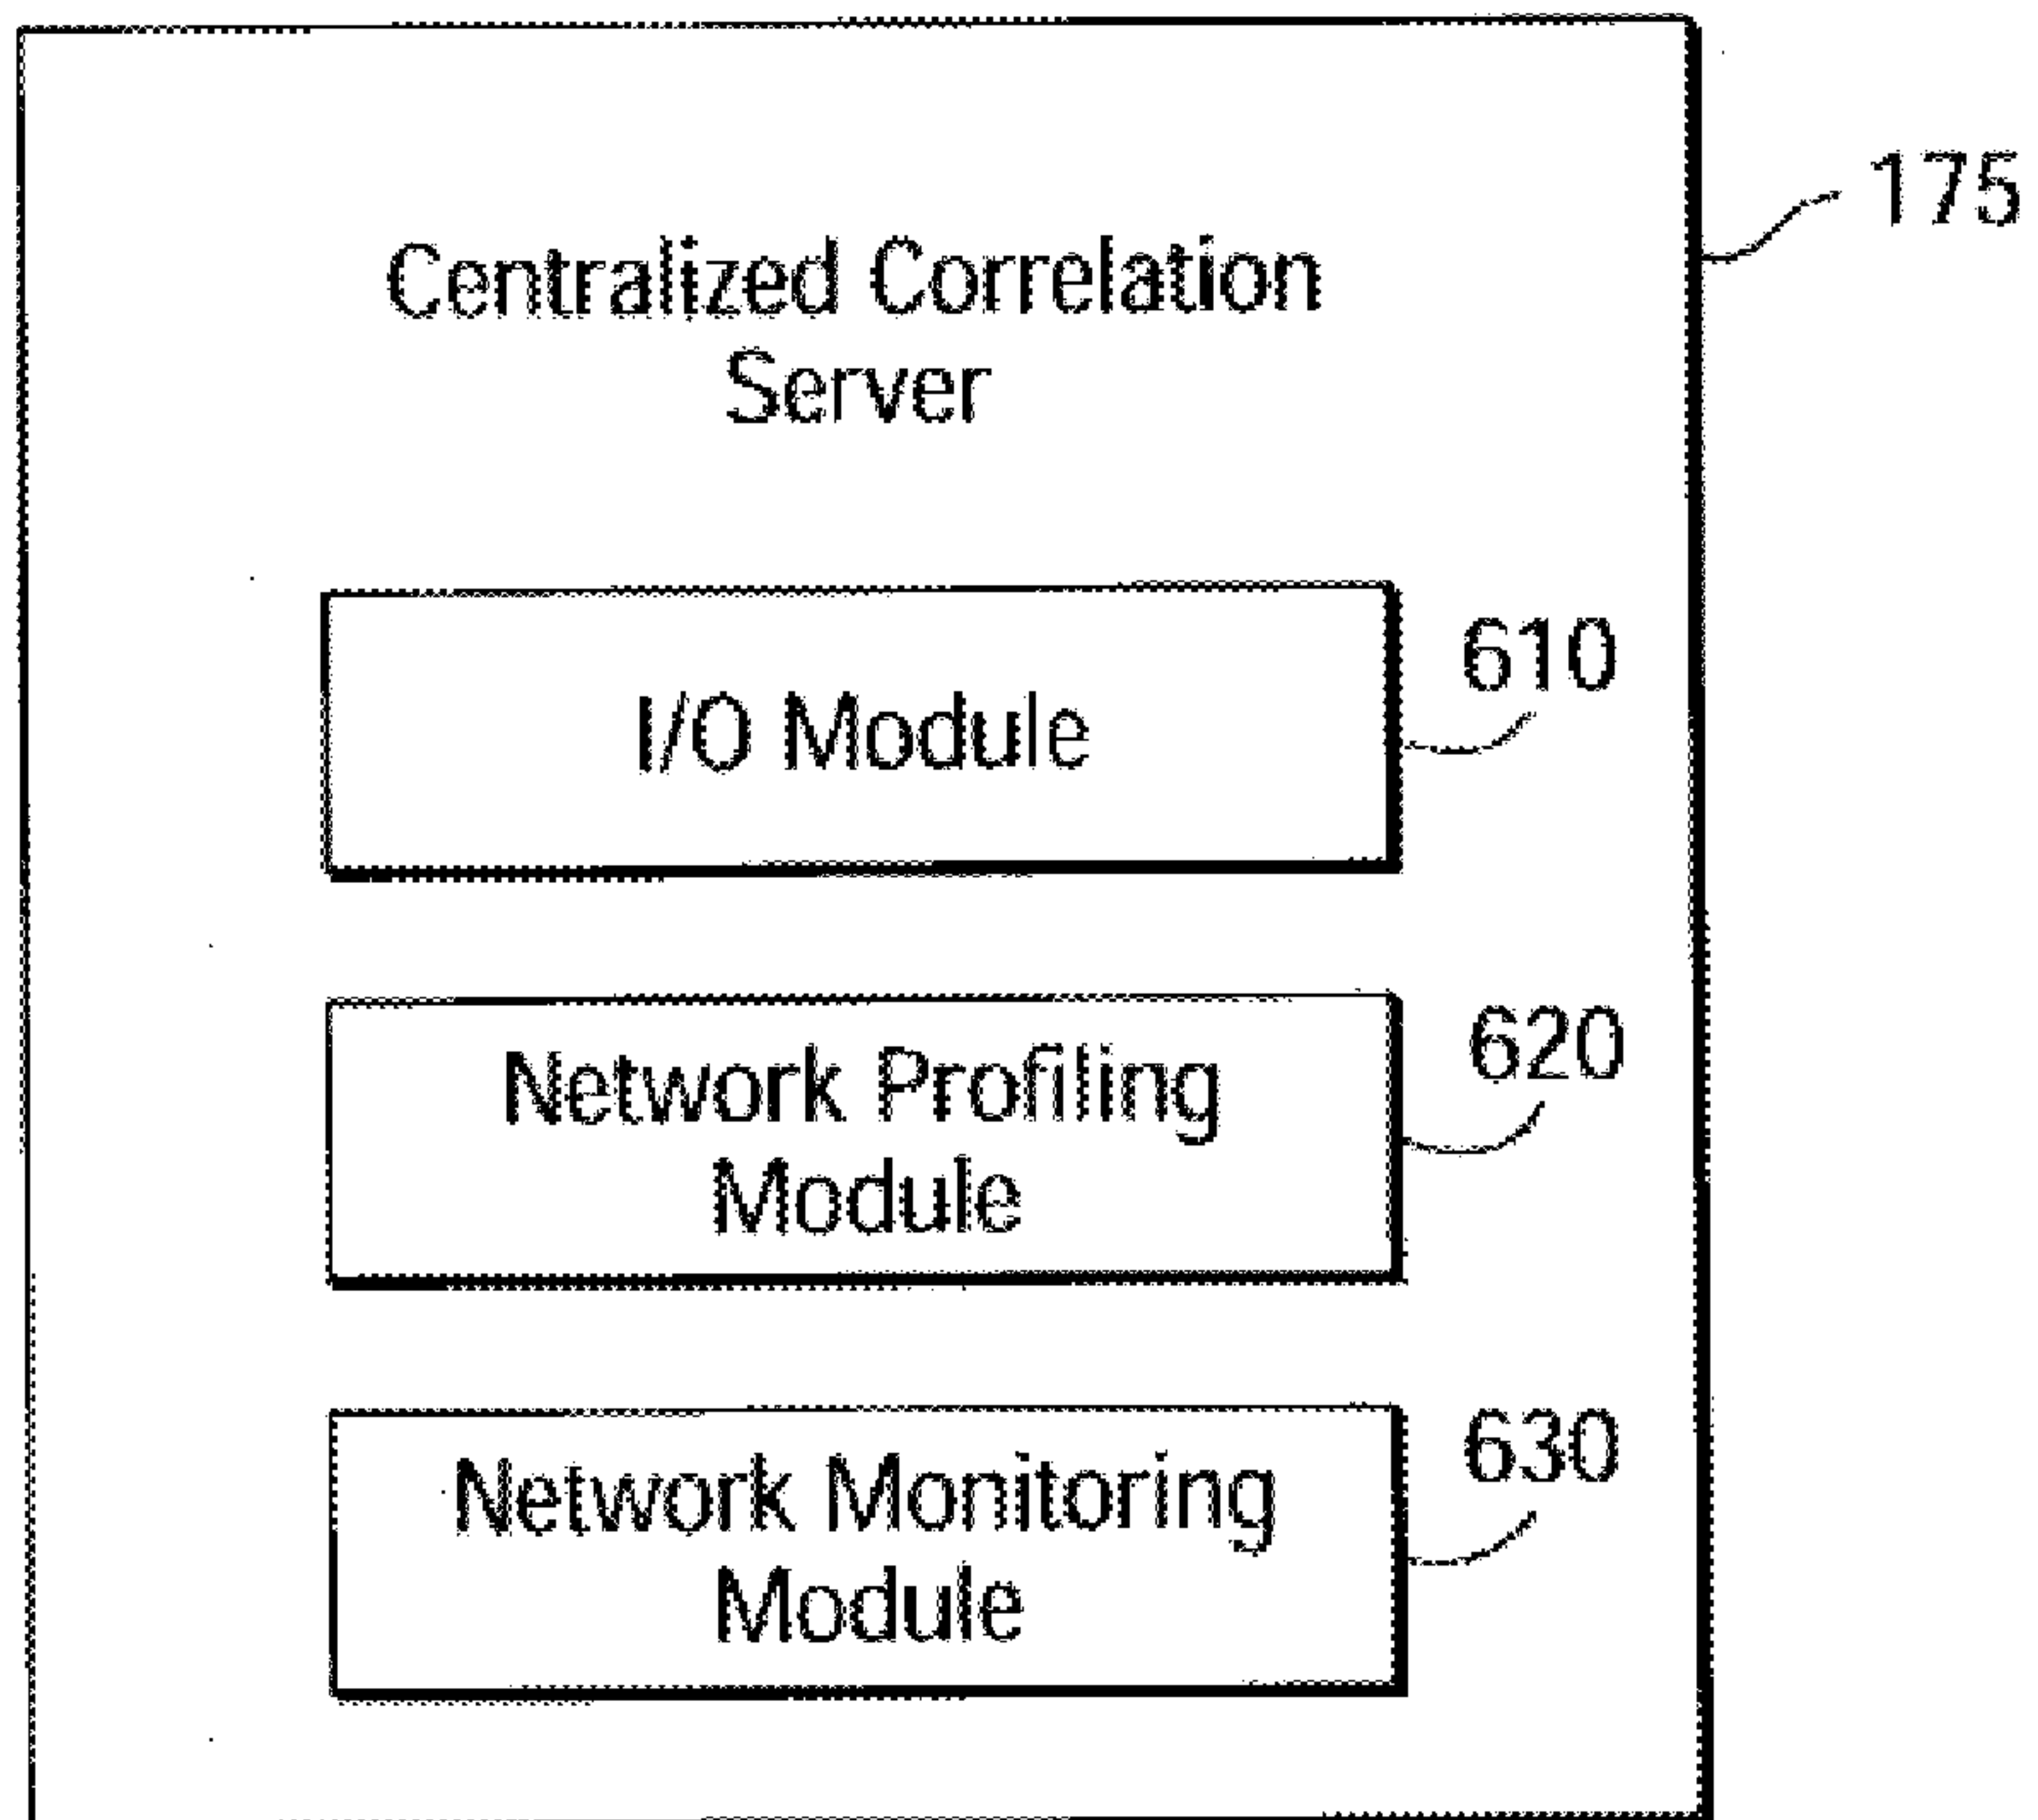 175
Centralized Correlation
Server
610
I/O Module
620
Network Profiling
Module
630
Network Monitoring
Module